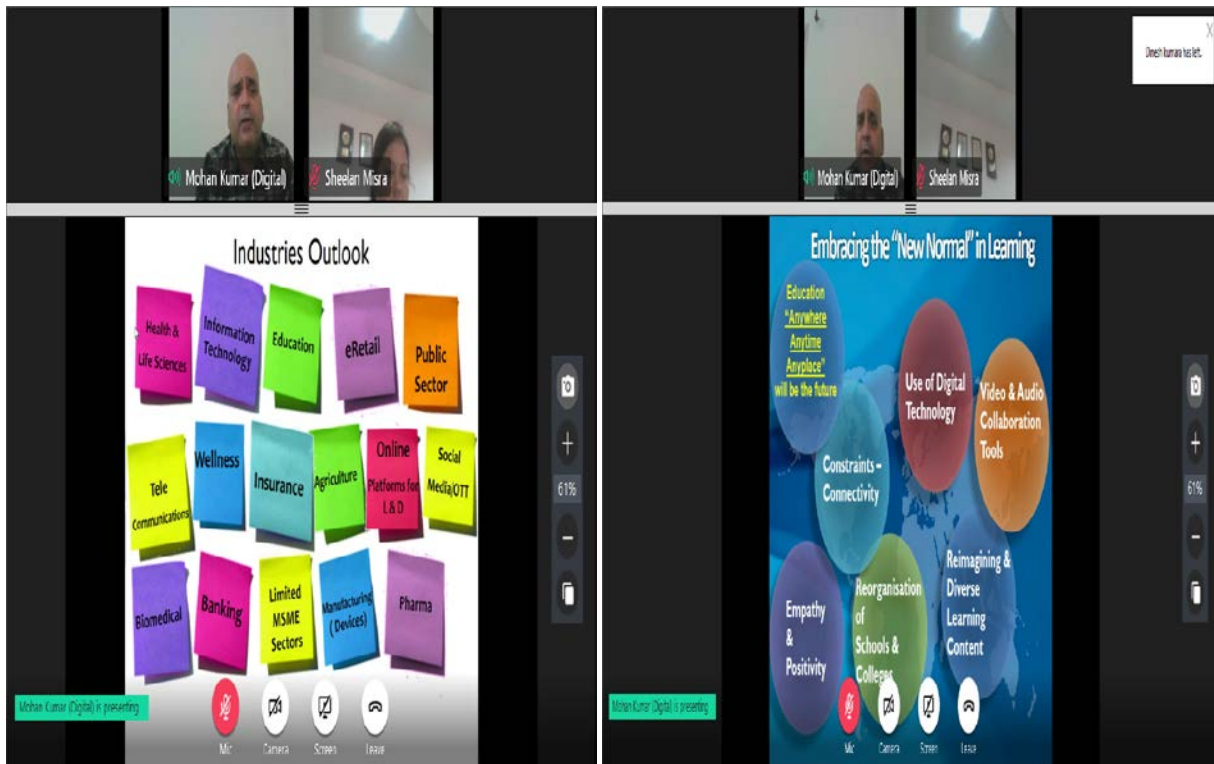 Mohan Kumar (Digital)
Sheelan Misra
Industries Outlook
Health &
Life Sciences
Information
Technology
Education
eRetail
Public
Sector
Tele
Communications
Wellness
Insurance
Agriculture
Online
Platforms for
L & D
Social
Media/OTT
Biomedical
Banking
Limited
MSME
Sectors
Manufacturing
(Devices)
Pharma
61%
Mohan Kumar (Digital) is presenting
Mic
Camera
Screen
Leave
X
Dinesh kumara has left.
Mohan Kumar (Digital)
Sheelan Misra
Embracing the "New Normal" in Learning
Education
"Anywhere
Anytime
Anyplace"
will be the future
Use of Digital
Technology
Video & Audio
Collaboration
Tools
Constraints –
Connectivity
Empathy
&
Positivity
Reorganisation
of
Schools &
Colleges
Reimagining &
Diverse
Learning
Content
61%
Mohan Kumar (Digital) is presenting
Mic
Camera
Screen
Leave